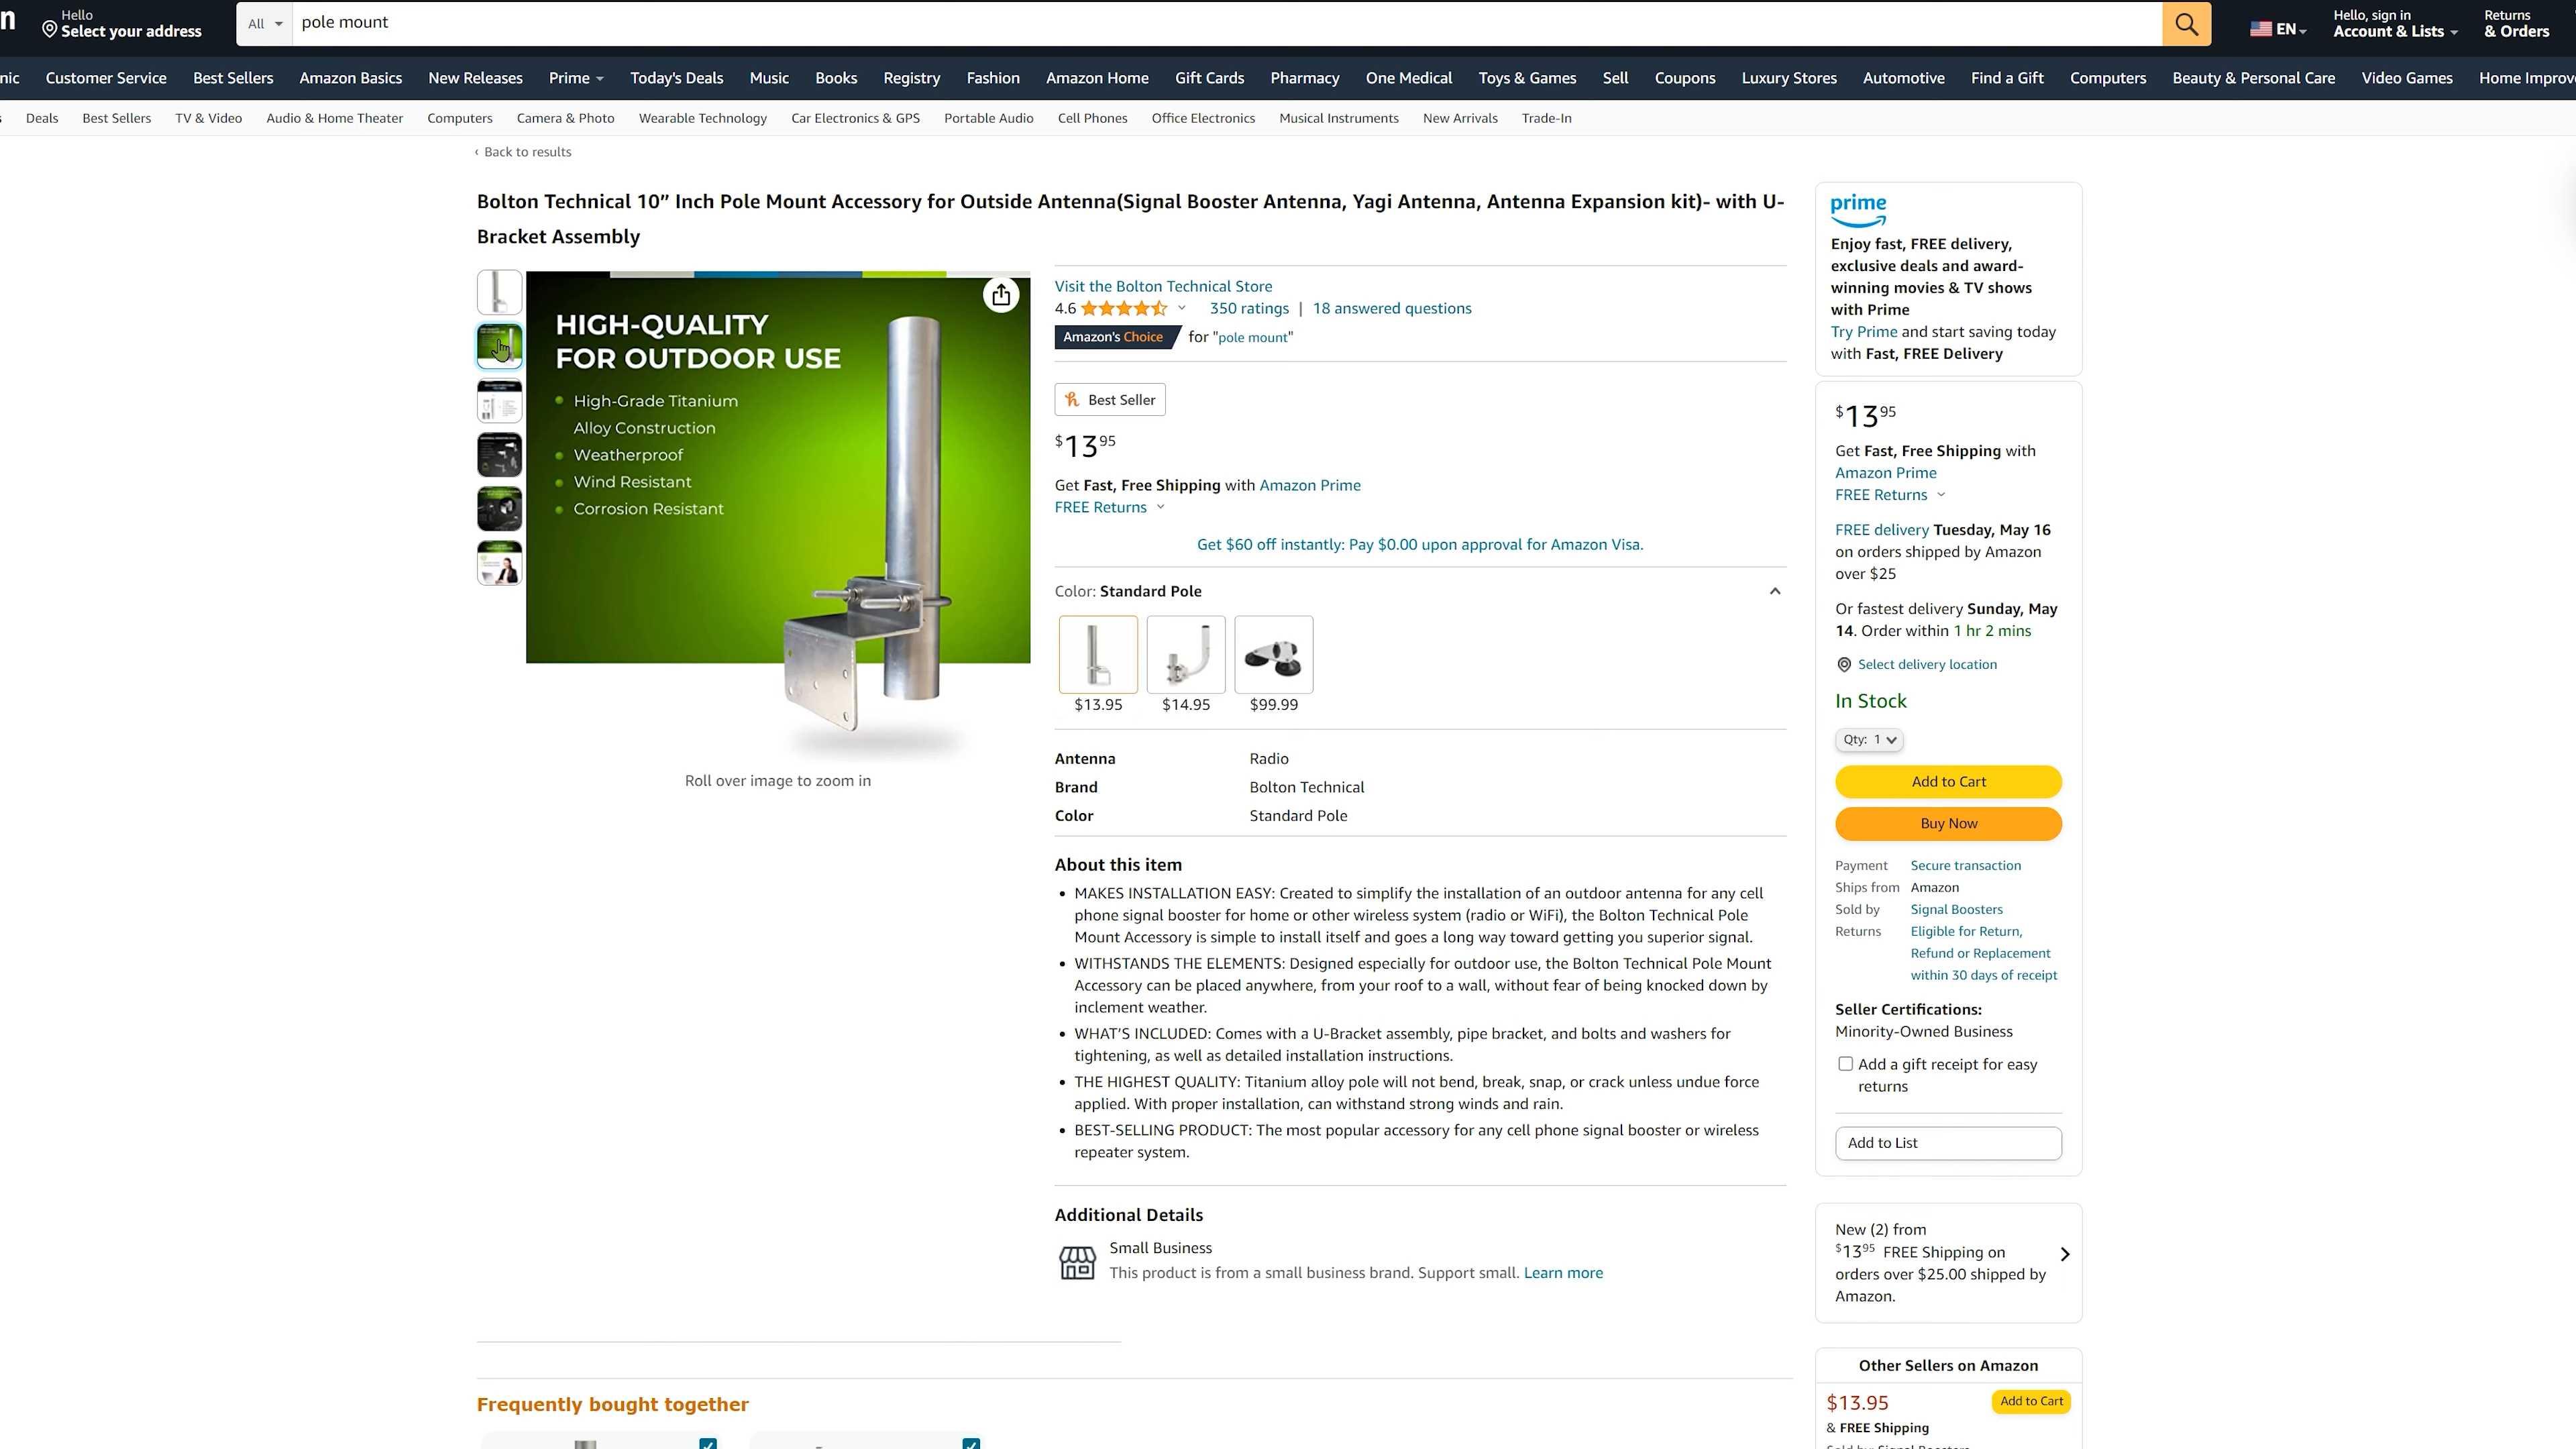 n
Hello
Select your address
All
pole mount
EN
Hello, sign in
Account & Lists
Returns
& Orders
nic
Customer Service
Best Sellers
Amazon Basics
New Releases
Prime
Today's Deals
Music
Books
Registry
Fashion
Amazon Home
Gift Cards
Pharmacy
One Medical
Toys & Games
Sell
Coupons
Luxury Stores
Automotive
Find a Gift
Computers
Beauty & Personal Care
Video Games
Home Improv
s
Deals
Best Sellers
TV & Video
Audio & Home Theater
Computers
Camera & Photo
Wearable Technology
Car Electronics & GPS
Portable Audio
Cell Phones
Office Electronics
Musical Instruments
New Arrivals
Trade-In
‹ Back to results
Bolton Technical 10” Inch Pole Mount Accessory for Outside Antenna(Signal Booster Antenna, Yagi Antenna, Antenna Expansion kit)- with U-
Bracket Assembly
HIGH-QUALITY
FOR OUTDOOR USE
High-Grade Titanium
Alloy Construction
Weatherproof
Wind Resistant
Corrosion Resistant
Roll over image to zoom in
Visit the Bolton Technical Store
4.6
350 ratings | 18 answered questions
Amazon's Choice for "pole mount"
Best Seller
$13 95
Get Fast, Free Shipping with Amazon Prime
FREE Returns
Get $60 off instantly: Pay $0.00 upon approval for Amazon Visa.
Color: Standard Pole
$13.95
$14.95
$99.99
Antenna Radio
Brand Bolton Technical
Color Standard Pole
About this item
• MAKES INSTALLATION EASY: Created to simplify the installation of an outdoor antenna for any cell
phone signal booster for home or other wireless system (radio or WiFi), the Bolton Technical Pole
Mount Accessory is simple to install itself and goes a long way toward getting you superior signal.
• WITHSTANDS THE ELEMENTS: Designed especially for outdoor use, the Bolton Technical Pole Mount
Accessory can be placed anywhere, from your roof to a wall, without fear of being knocked down by
inclement weather.
• WHAT’S INCLUDED: Comes with a U-Bracket assembly, pipe bracket, and bolts and washers for
tightening, as well as detailed installation instructions.
• THE HIGHEST QUALITY: Titanium alloy pole will not bend, break, snap, or crack unless undue force
applied. With proper installation, can withstand strong winds and rain.
• BEST-SELLING PRODUCT: The most popular accessory for any cell phone signal booster or wireless
repeater system.
Additional Details
Small Business
This product is from a small business brand. Support small. Learn more
Frequently bought together
prime
Enjoy fast, FREE delivery,
exclusive deals and award-
winning movies & TV shows
with Prime
Try Prime and start saving today
with Fast, FREE Delivery
$13 95
Get Fast, Free Shipping with
Amazon Prime
FREE Returns
FREE delivery Tuesday, May 16
on orders shipped by Amazon
over $25
Or fastest delivery Sunday, May
14. Order within 1 hr 2 mins
Select delivery location
In Stock
Qty: 1
Add to Cart
Buy Now
Payment Secure transaction
Ships from Amazon
Sold by Signal Boosters
Returns Eligible for Return,
Refund or Replacement
within 30 days of receipt
Seller Certifications:
Minority-Owned Business
Add a gift receipt for easy
returns
Add to List
New (2) from
$13 95 FREE Shipping on
orders over $25.00 shipped by
Amazon.
Other Sellers on Amazon
$13.95
Add to Cart
& FREE Shipping
Sold by: Signal Boosters